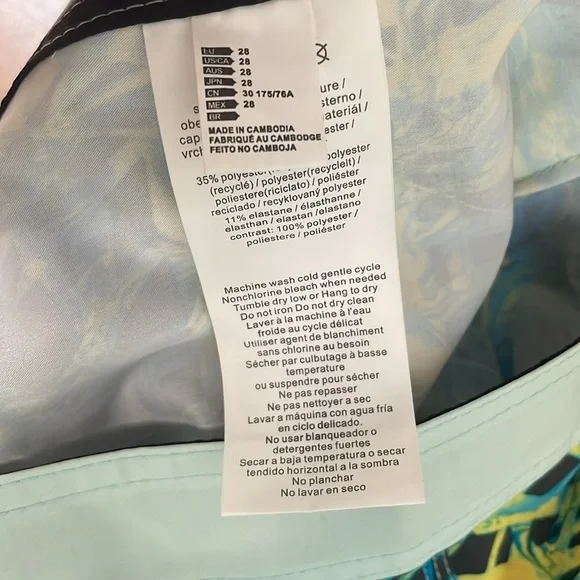 EU 28
US/CA 28
AUS 28
JPN 28
CN 30 175/76A
MEX 28
BR
MADE IN CAMBODIA
FABRIQUÉ AU CAMBODGE
FEITO NO CAMBOJA
35%
(recyclé) / polyester(recycelt) /
poliestere(riciclato) / poliéster
reciclado / recyklovaný polyester
11% elastane / élasthanne /
elasthan / elastan / elastano
contrast: 100% polyester /
poliestere / poliéster
Machine wash cold gentle cycle
Nonchlorine bleach when needed
Tumble dry low or Hang to dry
Do not iron Do not dry clean
Laver à la machine à l'eau
froide au cycle délicat
Utiliser agent de blanchiment
sans chlorine au besoin
Sécher par culbutage à basse
temperature
ou suspendre pour sécher
Ne pas repasser
Ne pas nettoyer a sec
Lavar a máquina con agua fría
en ciclo delicado.
No usar blanqueador o
detergentes fuertes
Secar a baja temperatura o secar
tendido horizontal a la sombra
No planchar
No lavar en seco